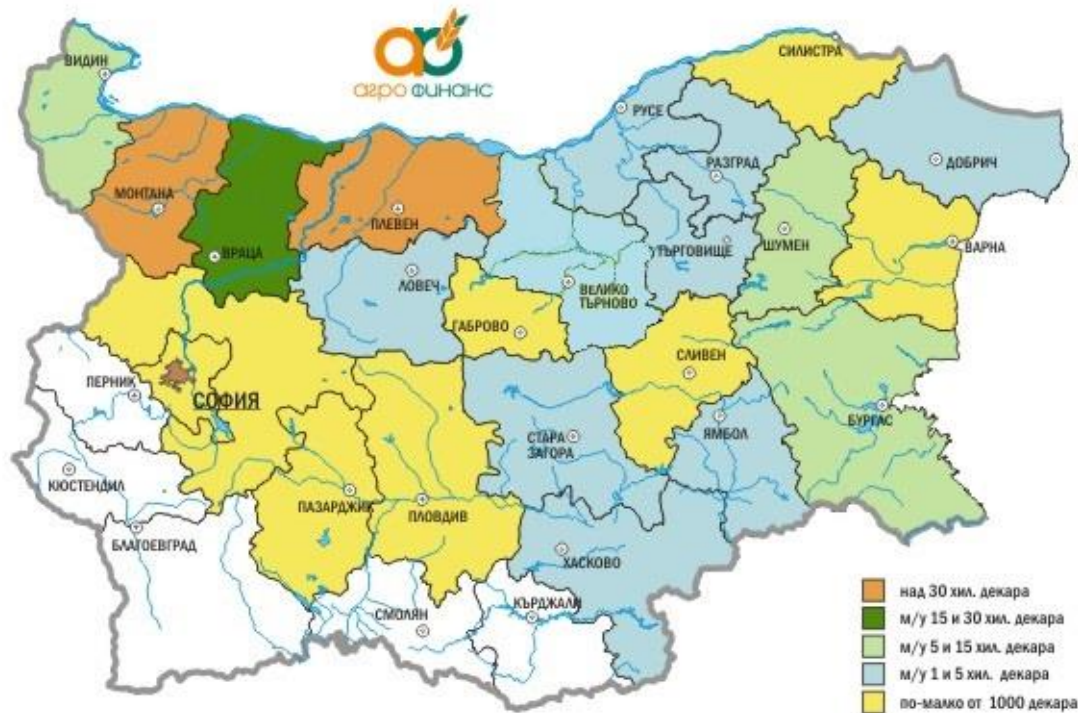 агро финанс
ВИДИН
СИЛИСТРА
РУСЕ
МОНТАНА
ПЛЕВЕН
РАЗГРАД
ДОБРИЧ
ВРАЦА
ЛОВЕЧ
ТЪРГОВИЩЕ
ШУМЕН
ВАРНА
ВЕЛИКО
ТЪРНОВО
ГАБРОВО
СЛИВЕН
ПЕРНИК
СОФИЯ
СТАРА
ЗАГОРА
ЯМБОЛ
БУРГАС
КЮСТЕНДИЛ
ПАЗАРДЖИК
ПЛОВДИВ
БЛАГОЕВГРАД
ХАСКОВО
СМОЛЯН
КЪРДЖАЛИ
над 30 хил. декара
м/у 15 и 30 хил. декара
м/у 5 и 15 хил. декара
м/у 1 и 5 хил. декара
по-малко от 1000 декара